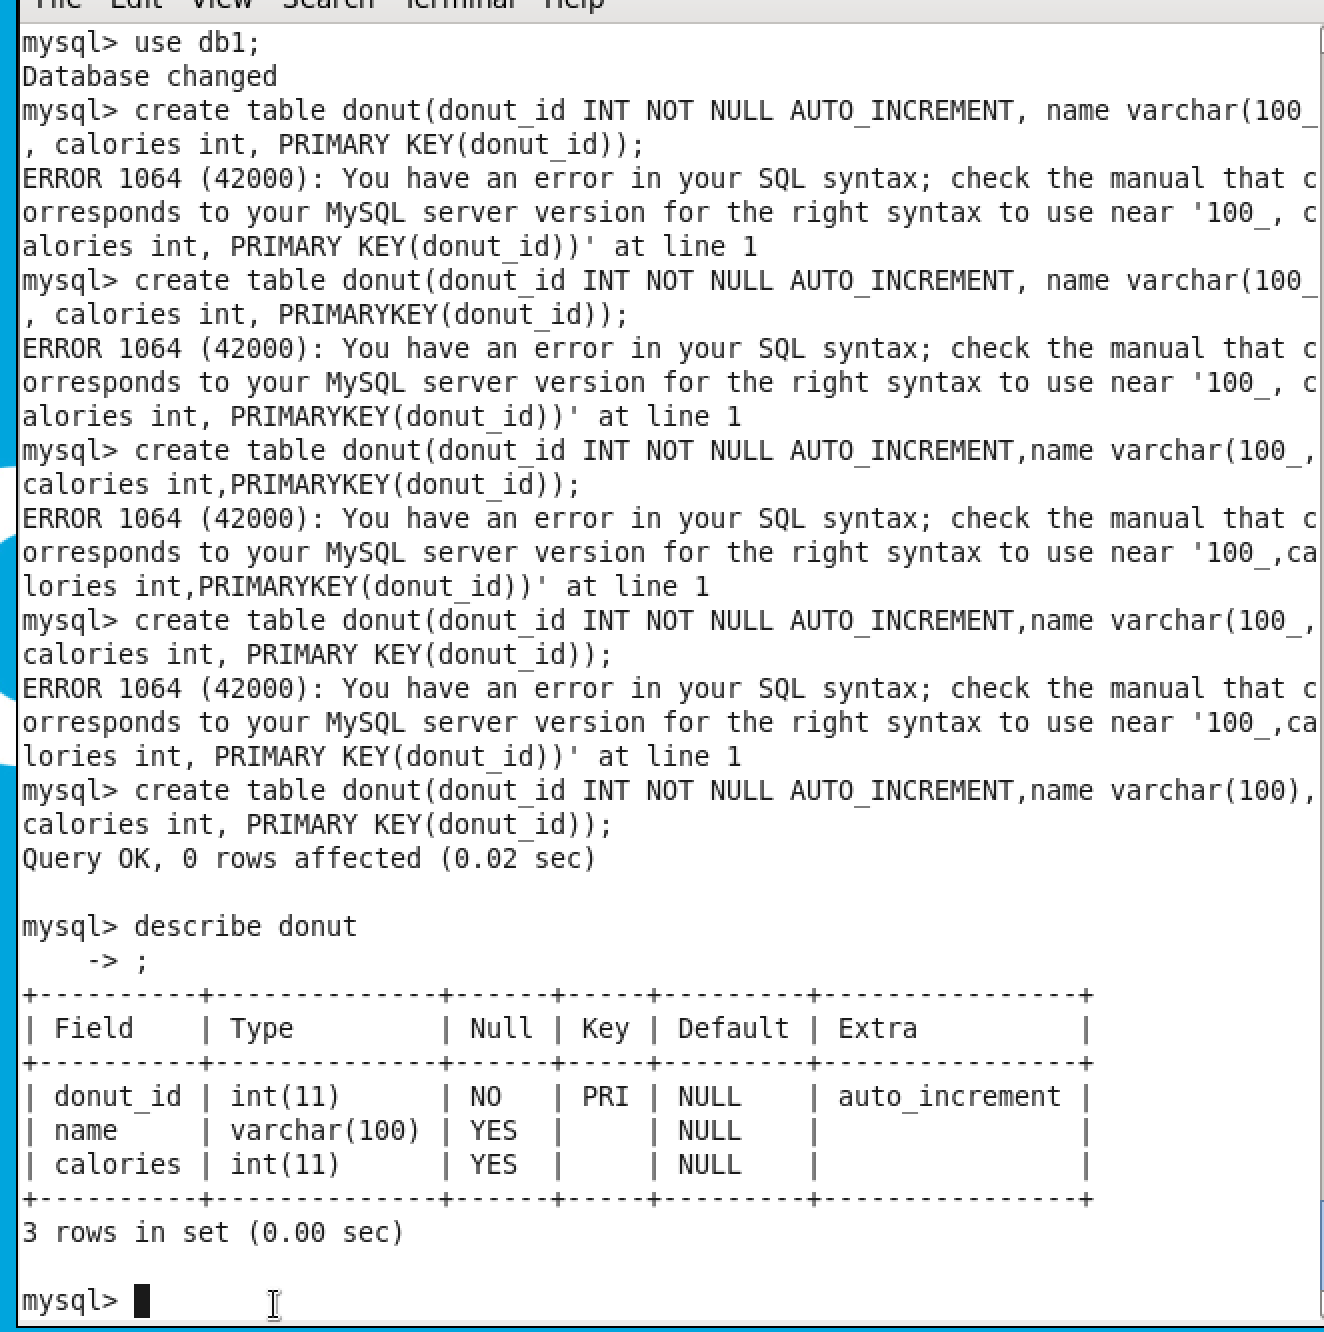 File Edit View Search Terminal Help
mysql> use db1;
Database changed
mysql> create table donut(donut_id INT NOT NULL AUTO_INCREMENT, name varchar(100_
, calories int, PRIMARY KEY(donut_id));
ERROR 1064 (42000): You have an error in your SQL syntax; check the manual that c
orresponds to your MySQL server version for the right syntax to use near '100_, c
alories int, PRIMARY KEY(donut_id))' at line 1
mysql> create table donut(donut_id INT NOT NULL AUTO_INCREMENT, name varchar(100_
, calories int, PRIMARYKEY(donut_id));
ERROR 1064 (42000): You have an error in your SQL syntax; check the manual that c
orresponds to your MySQL server version for the right syntax to use near '100_, c
alories int, PRIMARYKEY(donut_id))' at line 1
mysql> create table donut(donut_id INT NOT NULL AUTO_INCREMENT,name varchar(100_,
calories int,PRIMARYKEY(donut_id));
ERROR 1064 (42000): You have an error in your SQL syntax; check the manual that c
orresponds to your MySQL server version for the right syntax to use near '100_,ca
lories int,PRIMARYKEY(donut_id))' at line 1
mysql> create table donut(donut_id INT NOT NULL AUTO_INCREMENT,name varchar(100_,
calories int, PRIMARY KEY(donut_id));
ERROR 1064 (42000): You have an error in your SQL syntax; check the manual that c
orresponds to your MySQL server version for the right syntax to use near '100_,ca
lories int, PRIMARY KEY(donut_id))' at line 1
mysql> create table donut(donut_id INT NOT NULL AUTO_INCREMENT,name varchar(100),
calories int, PRIMARY KEY(donut_id));
Query OK, 0 rows affected (0.02 sec)

mysql> describe donut
    -> ;
+----------+--------------+------+-----+---------+----------------+
| Field    | Type         | Null | Key | Default | Extra          |
+----------+--------------+------+-----+---------+----------------+
| donut_id | int(11)      | NO   | PRI | NULL    | auto_increment |
| name     | varchar(100) | YES  |     | NULL    |                |
| calories | int(11)      | YES  |     | NULL    |                |
+----------+--------------+------+-----+---------+----------------+
3 rows in set (0.00 sec)

mysql>